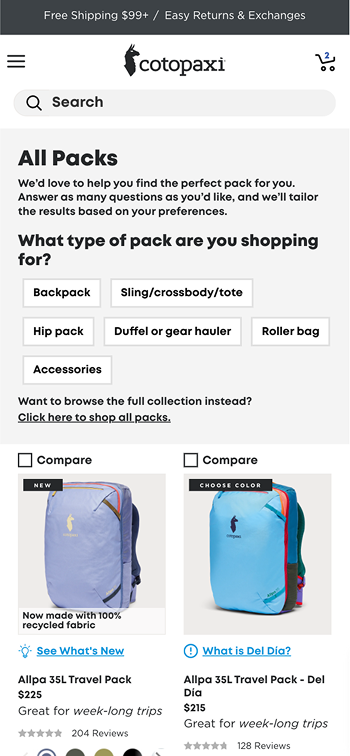 Free Shipping $99+ / Easy Returns & Exchanges
cotopaxi
2
Search
All Packs
We’d love to help you find the perfect pack for you.
Answer as many questions as you’d like, and we’ll tailor
the results based on your preferences.
What type of pack are you shopping
for?
Backpack
Sling/crossbody/tote
Hip pack
Duffel or gear hauler
Roller bag
Accessories
Want to browse the full collection instead?
Click here to shop all packs.
Compare
Compare
NEW
CHOOSE COLOR
Now made with 100%
recycled fabric
See What's New
What is Del Día?
Allpa 35L Travel Pack
$225
Great for week-long trips
204 Reviews
Allpa 35L Travel Pack - Del
Día
$215
Great for week-long trips
128 Reviews